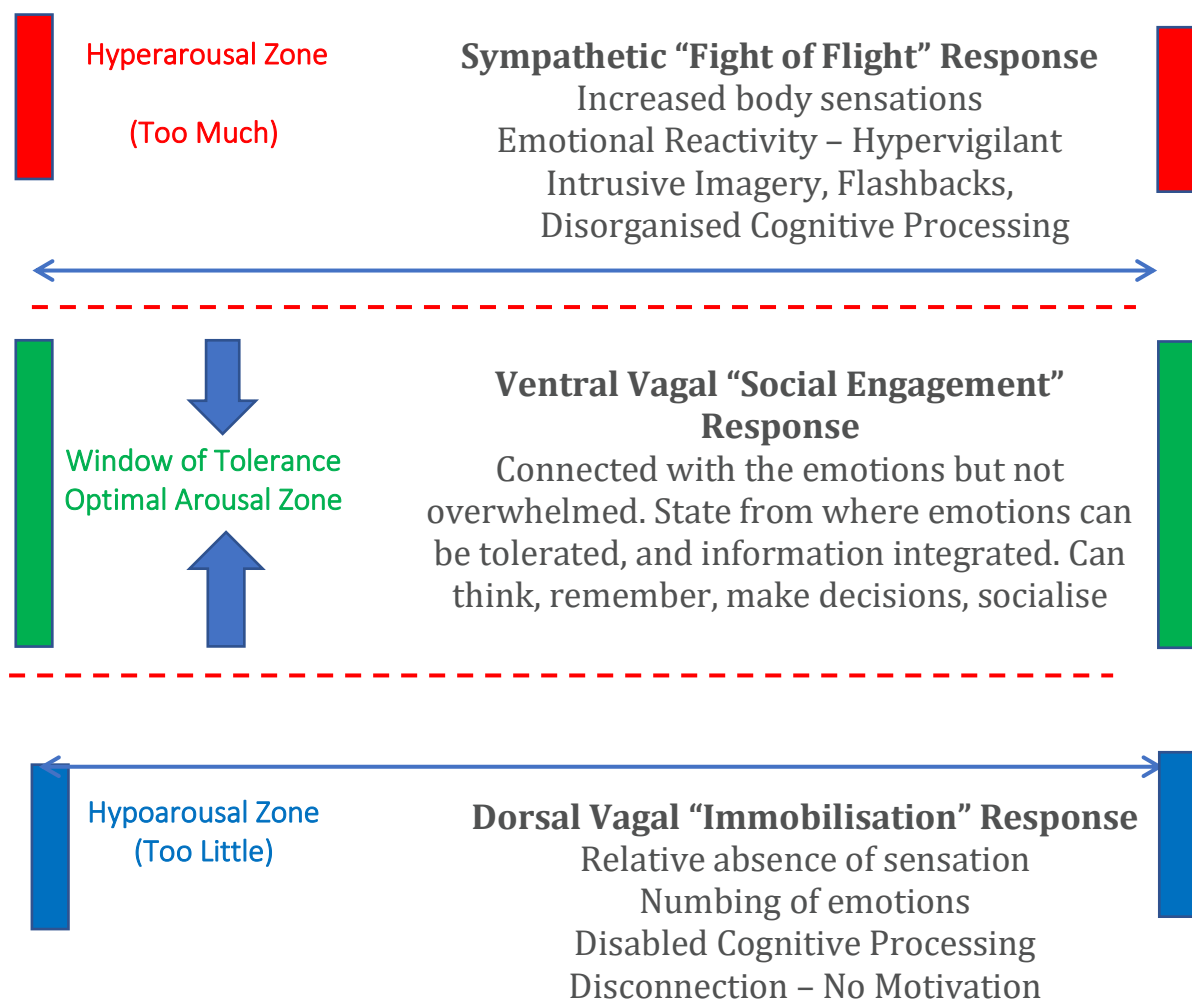 Hyperarousal Zone
(Too Much)
Sympathetic “Fight of Flight” Response
Increased body sensations
Emotional Reactivity – Hypervigilant
Intrusive Imagery, Flashbacks,
Disorganised Cognitive Processing
Window of Tolerance
Optimal Arousal Zone
Ventral Vagal “Social Engagement”
Response
Connected with the emotions but not
overwhelmed. State from where emotions can
be tolerated, and information integrated. Can
think, remember, make decisions, socialise
Hypoarousal Zone
(Too Little)
Dorsal Vagal “Immobilisation” Response
Relative absence of sensation
Numbing of emotions
Disabled Cognitive Processing
Disconnection – No Motivation